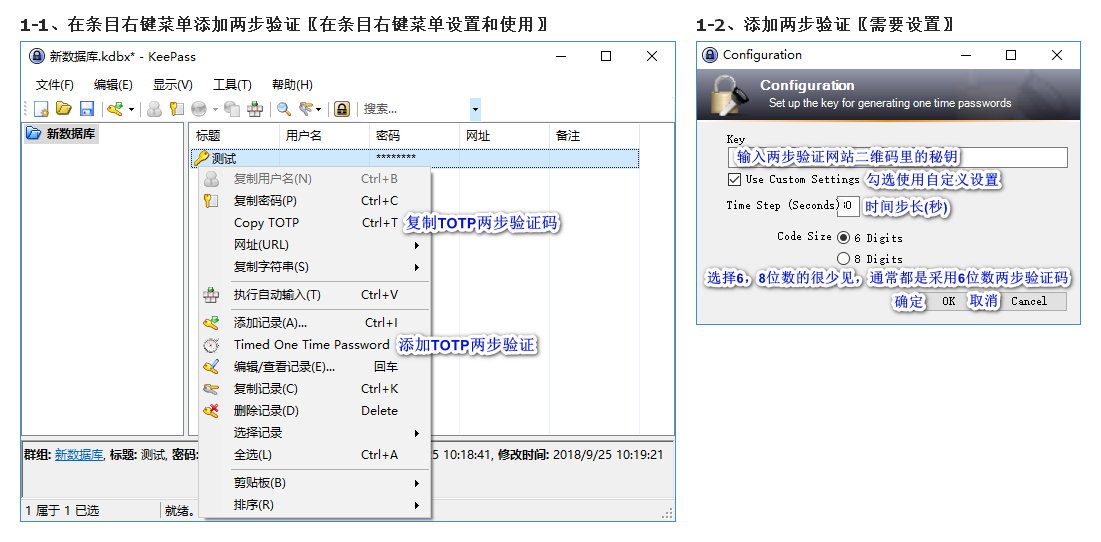 1-1、在条目右键菜单添加两步验证〖在条目右键菜单设置和使用〗
新数据库.kdbx* - KeePass
文件(F) 编辑(E) 显示(V) 工具(T) 帮助(H)
搜索...
新数据库
标题 用户名 密码 网址 备注
测试 ********
复制用户名(N) Ctrl+B
复制密码(P) Ctrl+C
Copy TOTP Ctrl+T 复制TOTP两步验证码
网址(URL)
复制字符串(S)
执行自动输入(T) Ctrl+V
添加记录(A)... Ctrl+I
Timed One Time Password 添加TOTP两步验证
编辑/查看记录(E)... 回车
复制记录(C) Ctrl+K
删除记录(D) Delete
选择记录
全选(L) Ctrl+A
剪贴板(B)
排序(R)
群组: 新数据库, 标题: 测试, 密码: 5 10:18:41, 修改时间: 2018/9/25 10:19:21
1 属于 1 已选 就绪。
1-2、添加两步验证〖需要设置〗
Configuration
Configuration
Set up the key for generating one time passwords
Key
输入两步验证网站二维码里的秘钥
Use Custom Settings 勾选使用自定义设置
Time Step (Seconds) 时间步长(秒)
Code Size 6 Digits
8 Digits
选择6，8位数的很少见，通常都是采用6位数两步验证码
确定 OK 取消 Cancel